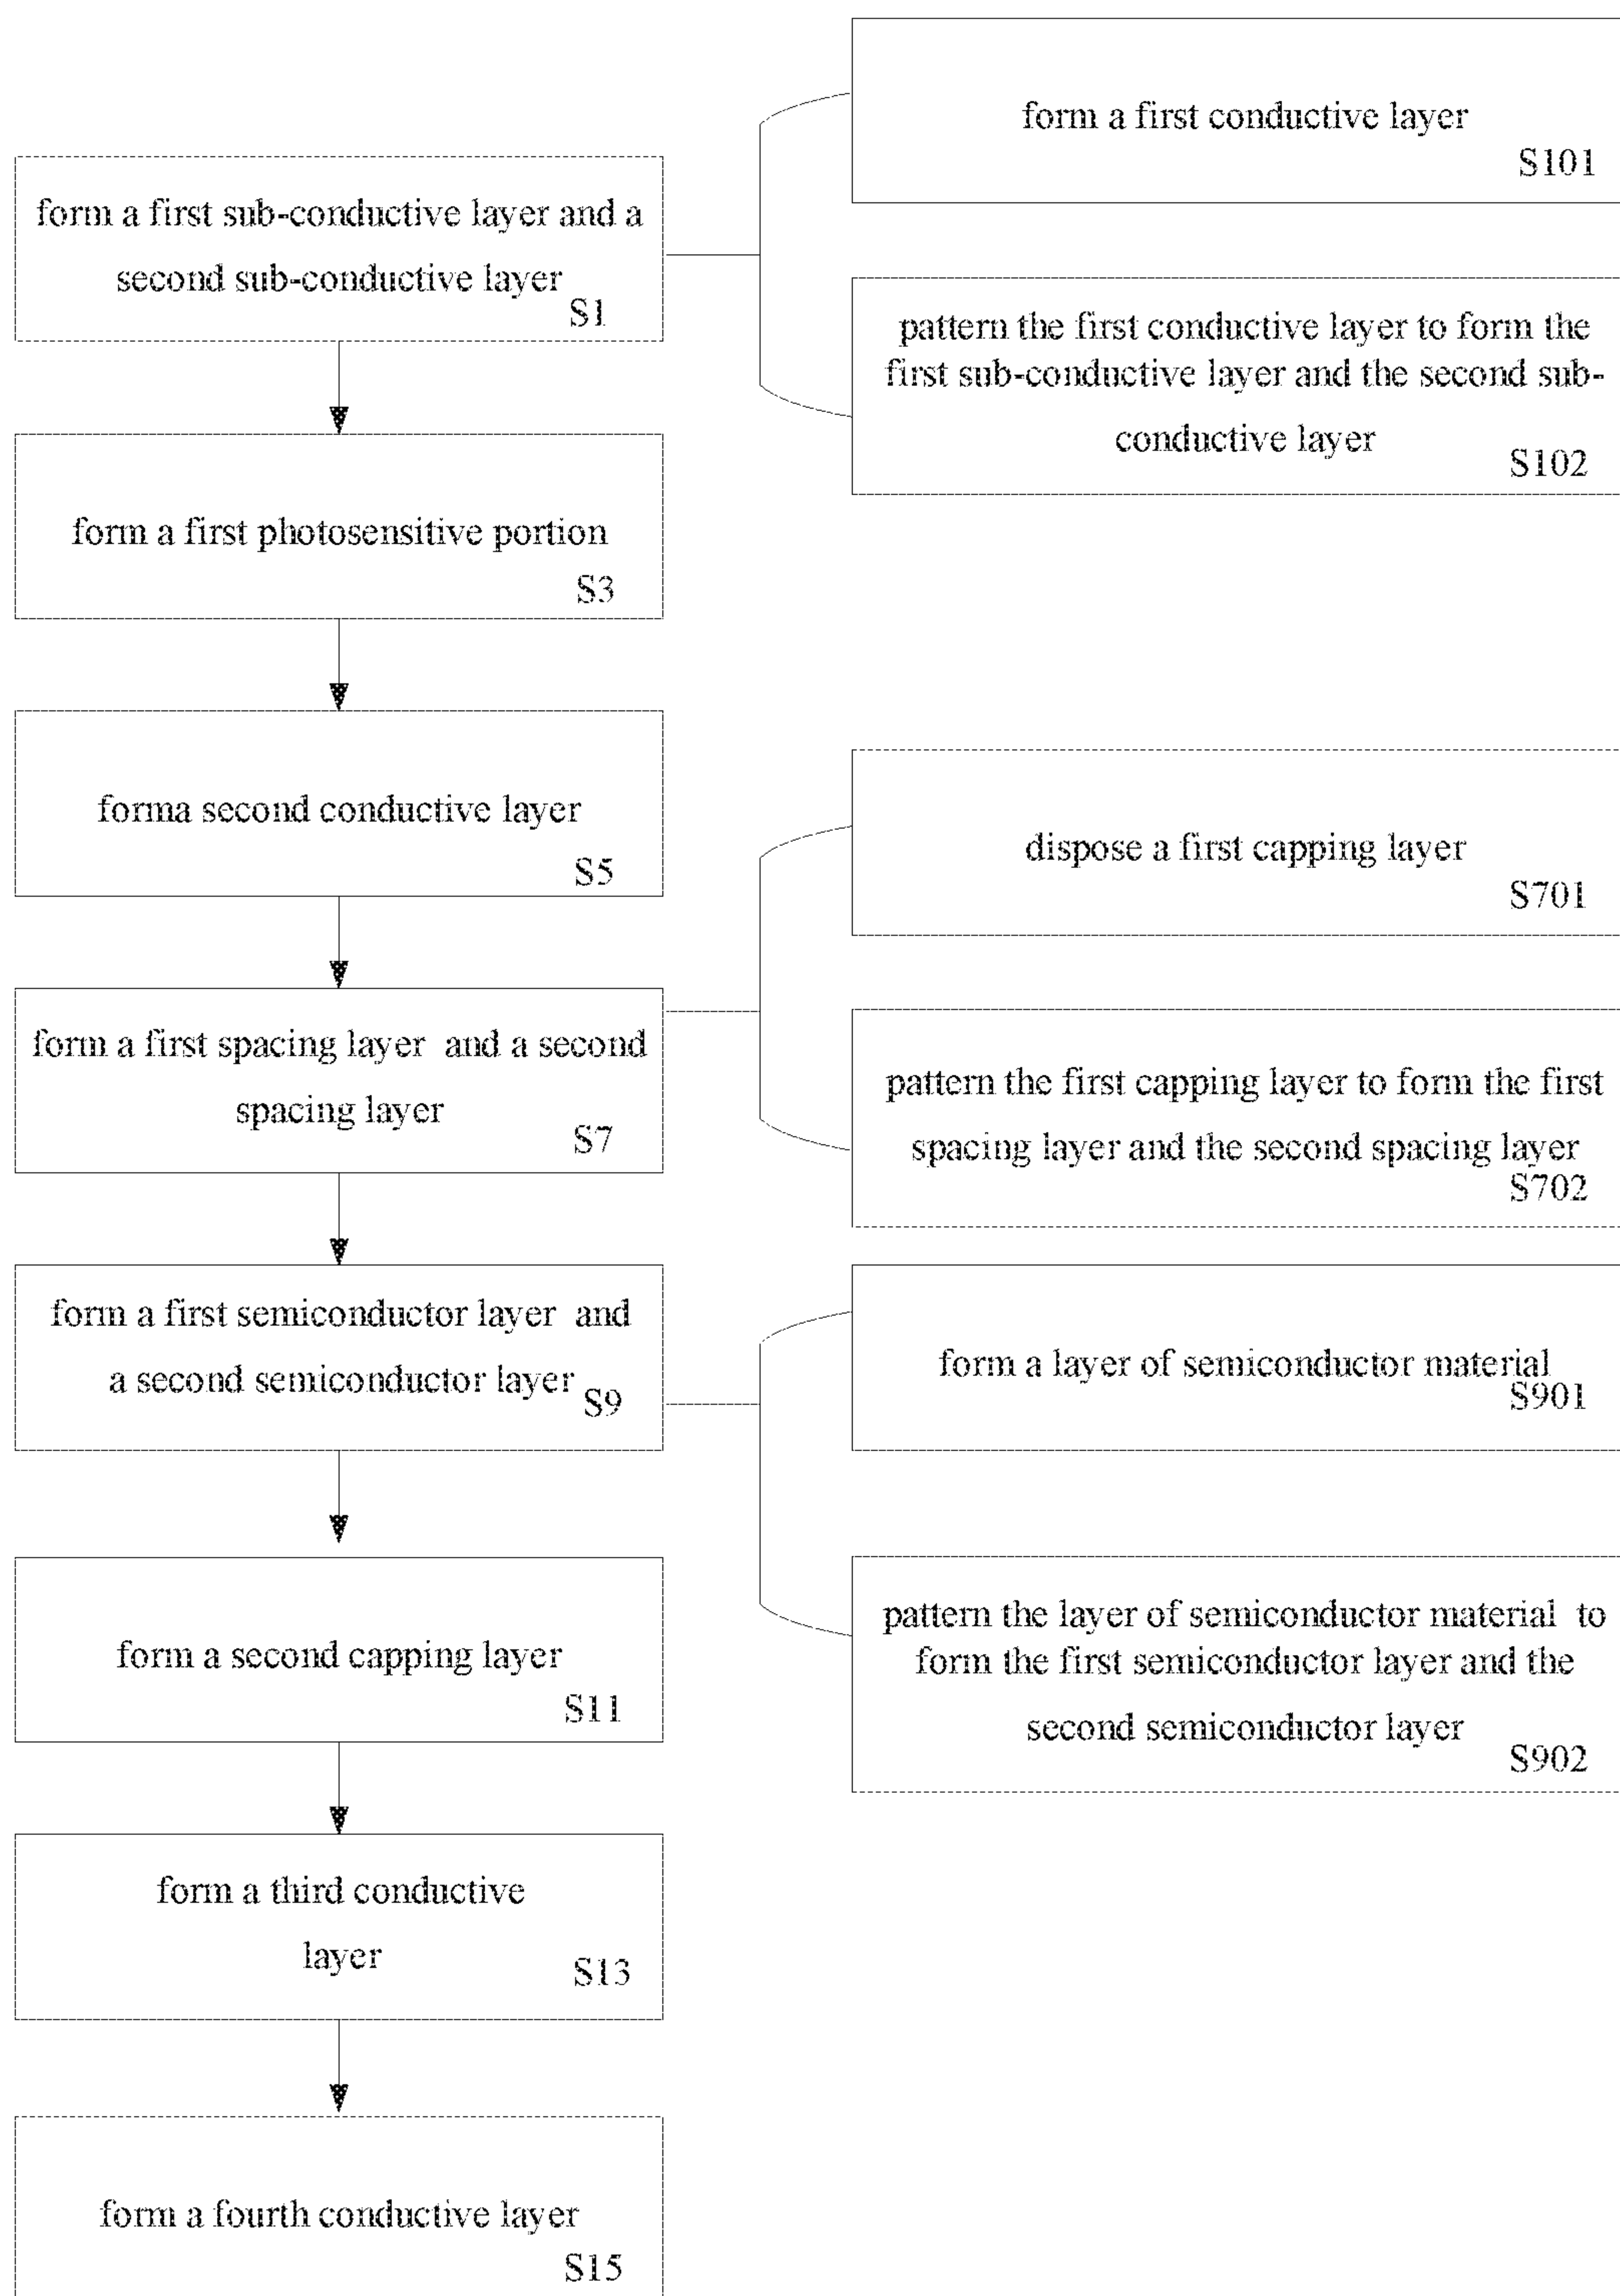 form a first sub-conductive layer and a
second sub-conductive layer
S1
form a first conductive layer
S101
pattern the first conductive layer to form the
first sub-conductive layer and the second sub-
conductive layer
S102
form a first photosensitive portion
S3
forma second conductive layer
S5
form a first spacing layer and a second
spacing layer
S7
dispose a first capping layer
S701
pattern the first capping layer to form the first
spacing layer and the second spacing layer
S702
form a first semiconductor layer and
a second semiconductor layer
S9
form a layer of semiconductor material
S901
pattern the layer of semiconductor material to
form the first semiconductor layer and the
second semiconductor layer
S902
form a second capping layer
S11
form a third conductive
layer
S13
form a fourth conductive layer
S15